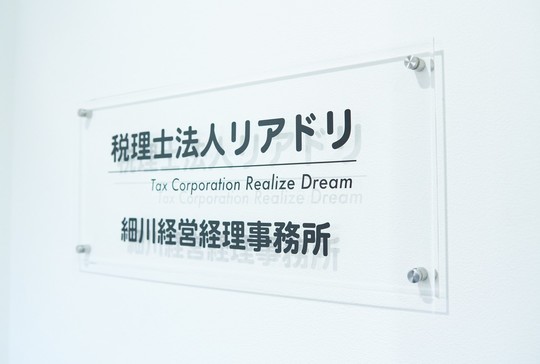 税理士法人リアドリ
Tax Corporation Realize Dream
細川経営経理事務所